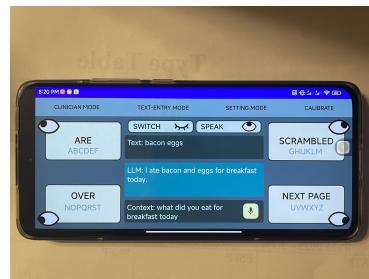 Type Table
8:20 PM
CLINICIAN MODE TEXT-ENTRY MODE SETTING MODE CALIBRATE
SWITCH SPEAK
ARE
ABCDEF
Text: bacon eggs
SCRAMBLED
GHIJKLM
LLM: I ate bacon and eggs for breakfast
today.
OVER
NOPQRST
NEXT PAGE
UVWXYZ
Context: what did you eat for
breakfast today